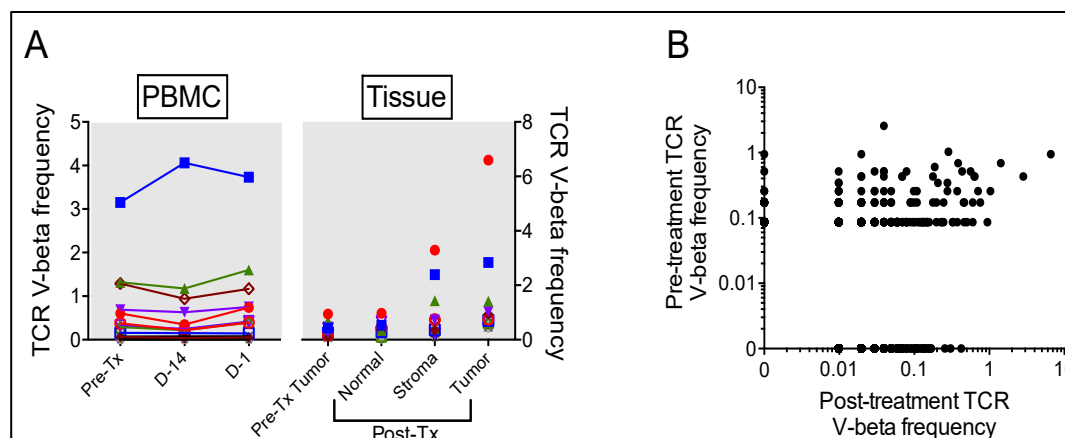 A
PBMC
Tissue
TCR V-beta frequency
5
4
3
2
1
0
Pre-Tx
D-14
D-1
8
6
4
2
0
TCR V-beta frequency
Pre-Tx Tumor
Normal
Stroma
Tumor
Post-Tx
B
Pre-treatment TCR
V-beta frequency
10
1
0.1
0.01
0
0
0.01
0.1
1
10
Post-treatment TCR
V-beta frequency